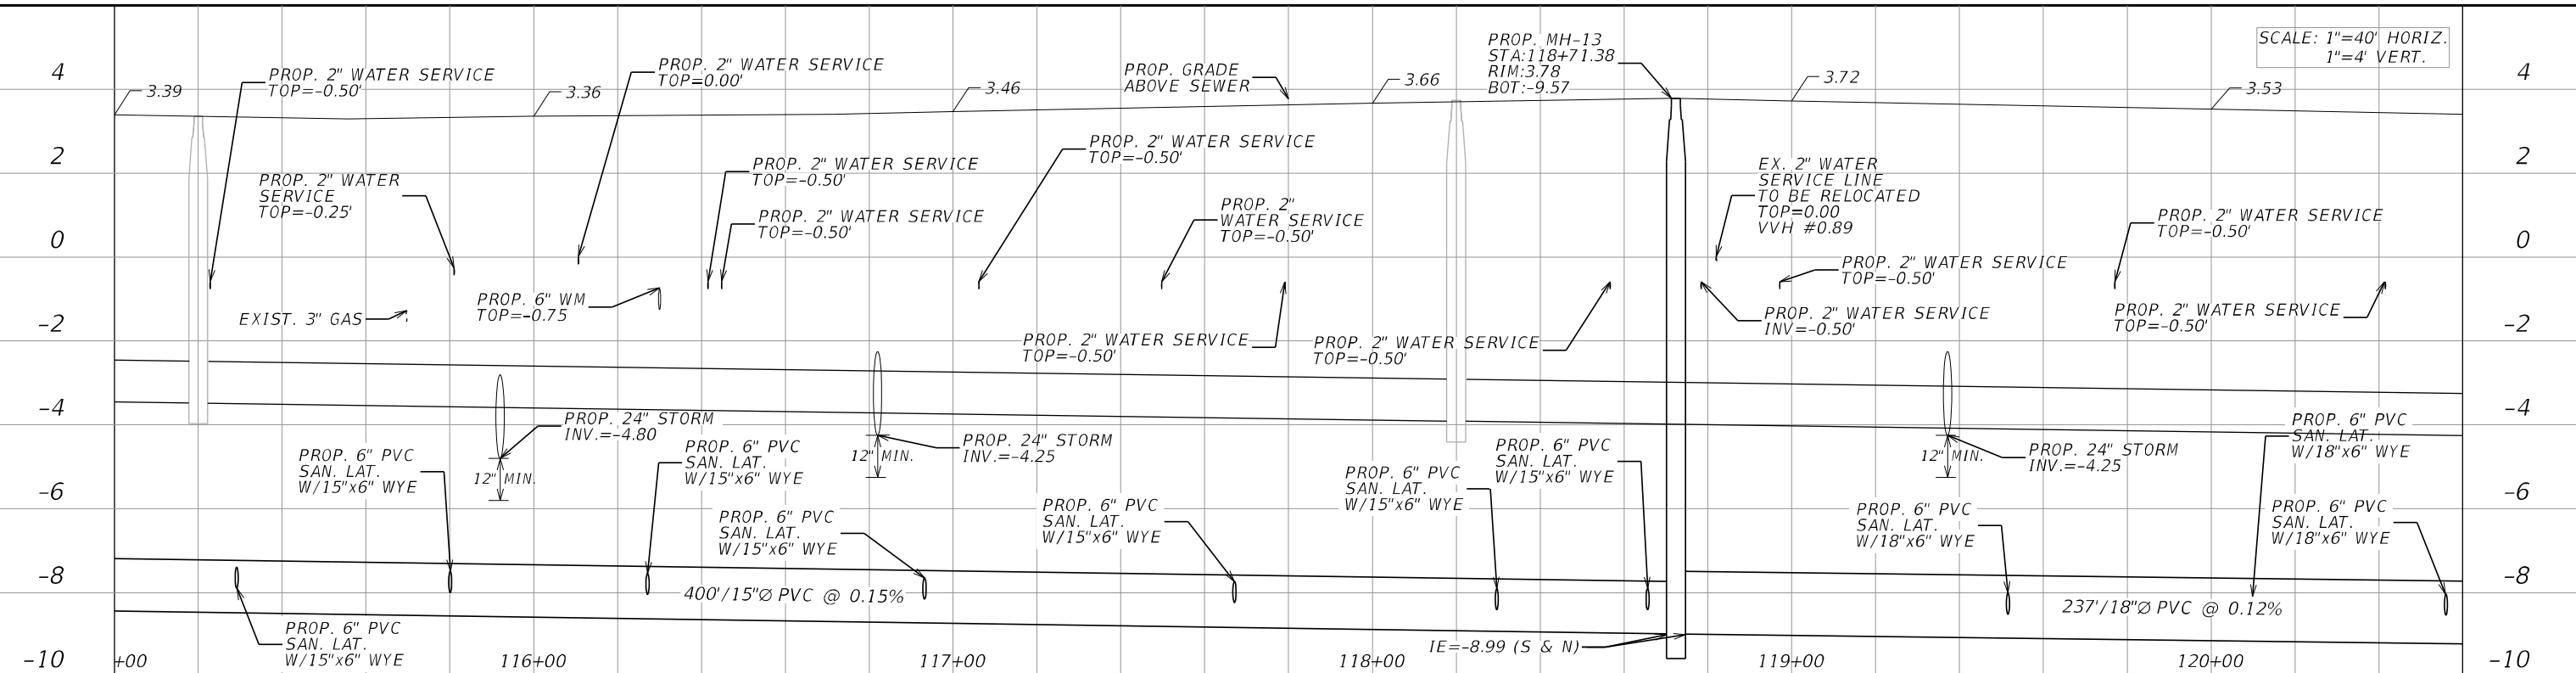 SCALE: 1"=40' HORIZ.
1"=4' VERT.
4
2
0
-2
-4
-6
-8
-10
3.39
PROP. 2" WATER SERVICE
TOP=-0.50'
3.36
PROP. 2" WATER SERVICE
TOP=0.00'
3.46
PROP. GRADE
ABOVE SEWER
3.66
PROP. MH-13
STA:118+71.38
RIM:3.78
BOT:-9.57
3.72
3.53
PROP. 2" WATER
SERVICE
TOP=-0.25'
PROP. 2" WATER SERVICE
TOP=-0.50'
PROP. 2" WATER SERVICE
TOP=-0.50'
PROP. 2" WATER SERVICE
TOP=-0.50'
PROP. 2"
WATER SERVICE
TOP=-0.50'
EX. 2" WATER
SERVICE LINE
TO BE RELOCATED
TOP=0.00
VVH #0.89
PROP. 2" WATER SERVICE
TOP=-0.50'
PROP. 2" WATER SERVICE
TOP=-0.50'
EXIST. 3" GAS
PROP. 6" WM
TOP=-0.75
PROP. 2" WATER SERVICE
TOP=-0.50'
PROP. 2" WATER SERVICE
TOP=-0.50'
PROP. 2" WATER SERVICE
INV=-0.50'
PROP. 2" WATER SERVICE
TOP=-0.50'
PROP. 24" STORM
INV.=-4.80
12" MIN.
PROP. 24" STORM
INV.=-4.25
12" MIN.
PROP. 24" STORM
INV.=-4.25
12" MIN.
PROP. 6" PVC
SAN. LAT.
W/15"x6" WYE
PROP. 6" PVC
SAN. LAT.
W/15"x6" WYE
PROP. 6" PVC
SAN. LAT.
W/15"x6" WYE
PROP. 6" PVC
SAN. LAT.
W/15"x6" WYE
PROP. 6" PVC
SAN. LAT.
W/15"x6" WYE
PROP. 6" PVC
SAN. LAT.
W/15"x6" WYE
PROP. 6" PVC
SAN. LAT.
W/18"x6" WYE
PROP. 6" PVC
SAN. LAT.
W/18"x6" WYE
PROP. 6" PVC
SAN. LAT.
W/18"x6" WYE
400'/15"Ø PVC @ 0.15%
237'/18"Ø PVC @ 0.12%
PROP. 6" PVC
SAN. LAT.
W/15"x6" WYE
IE=-8.99 (S & N)
+00
116+00
117+00
118+00
119+00
120+00
4
2
0
-2
-4
-6
-8
-10